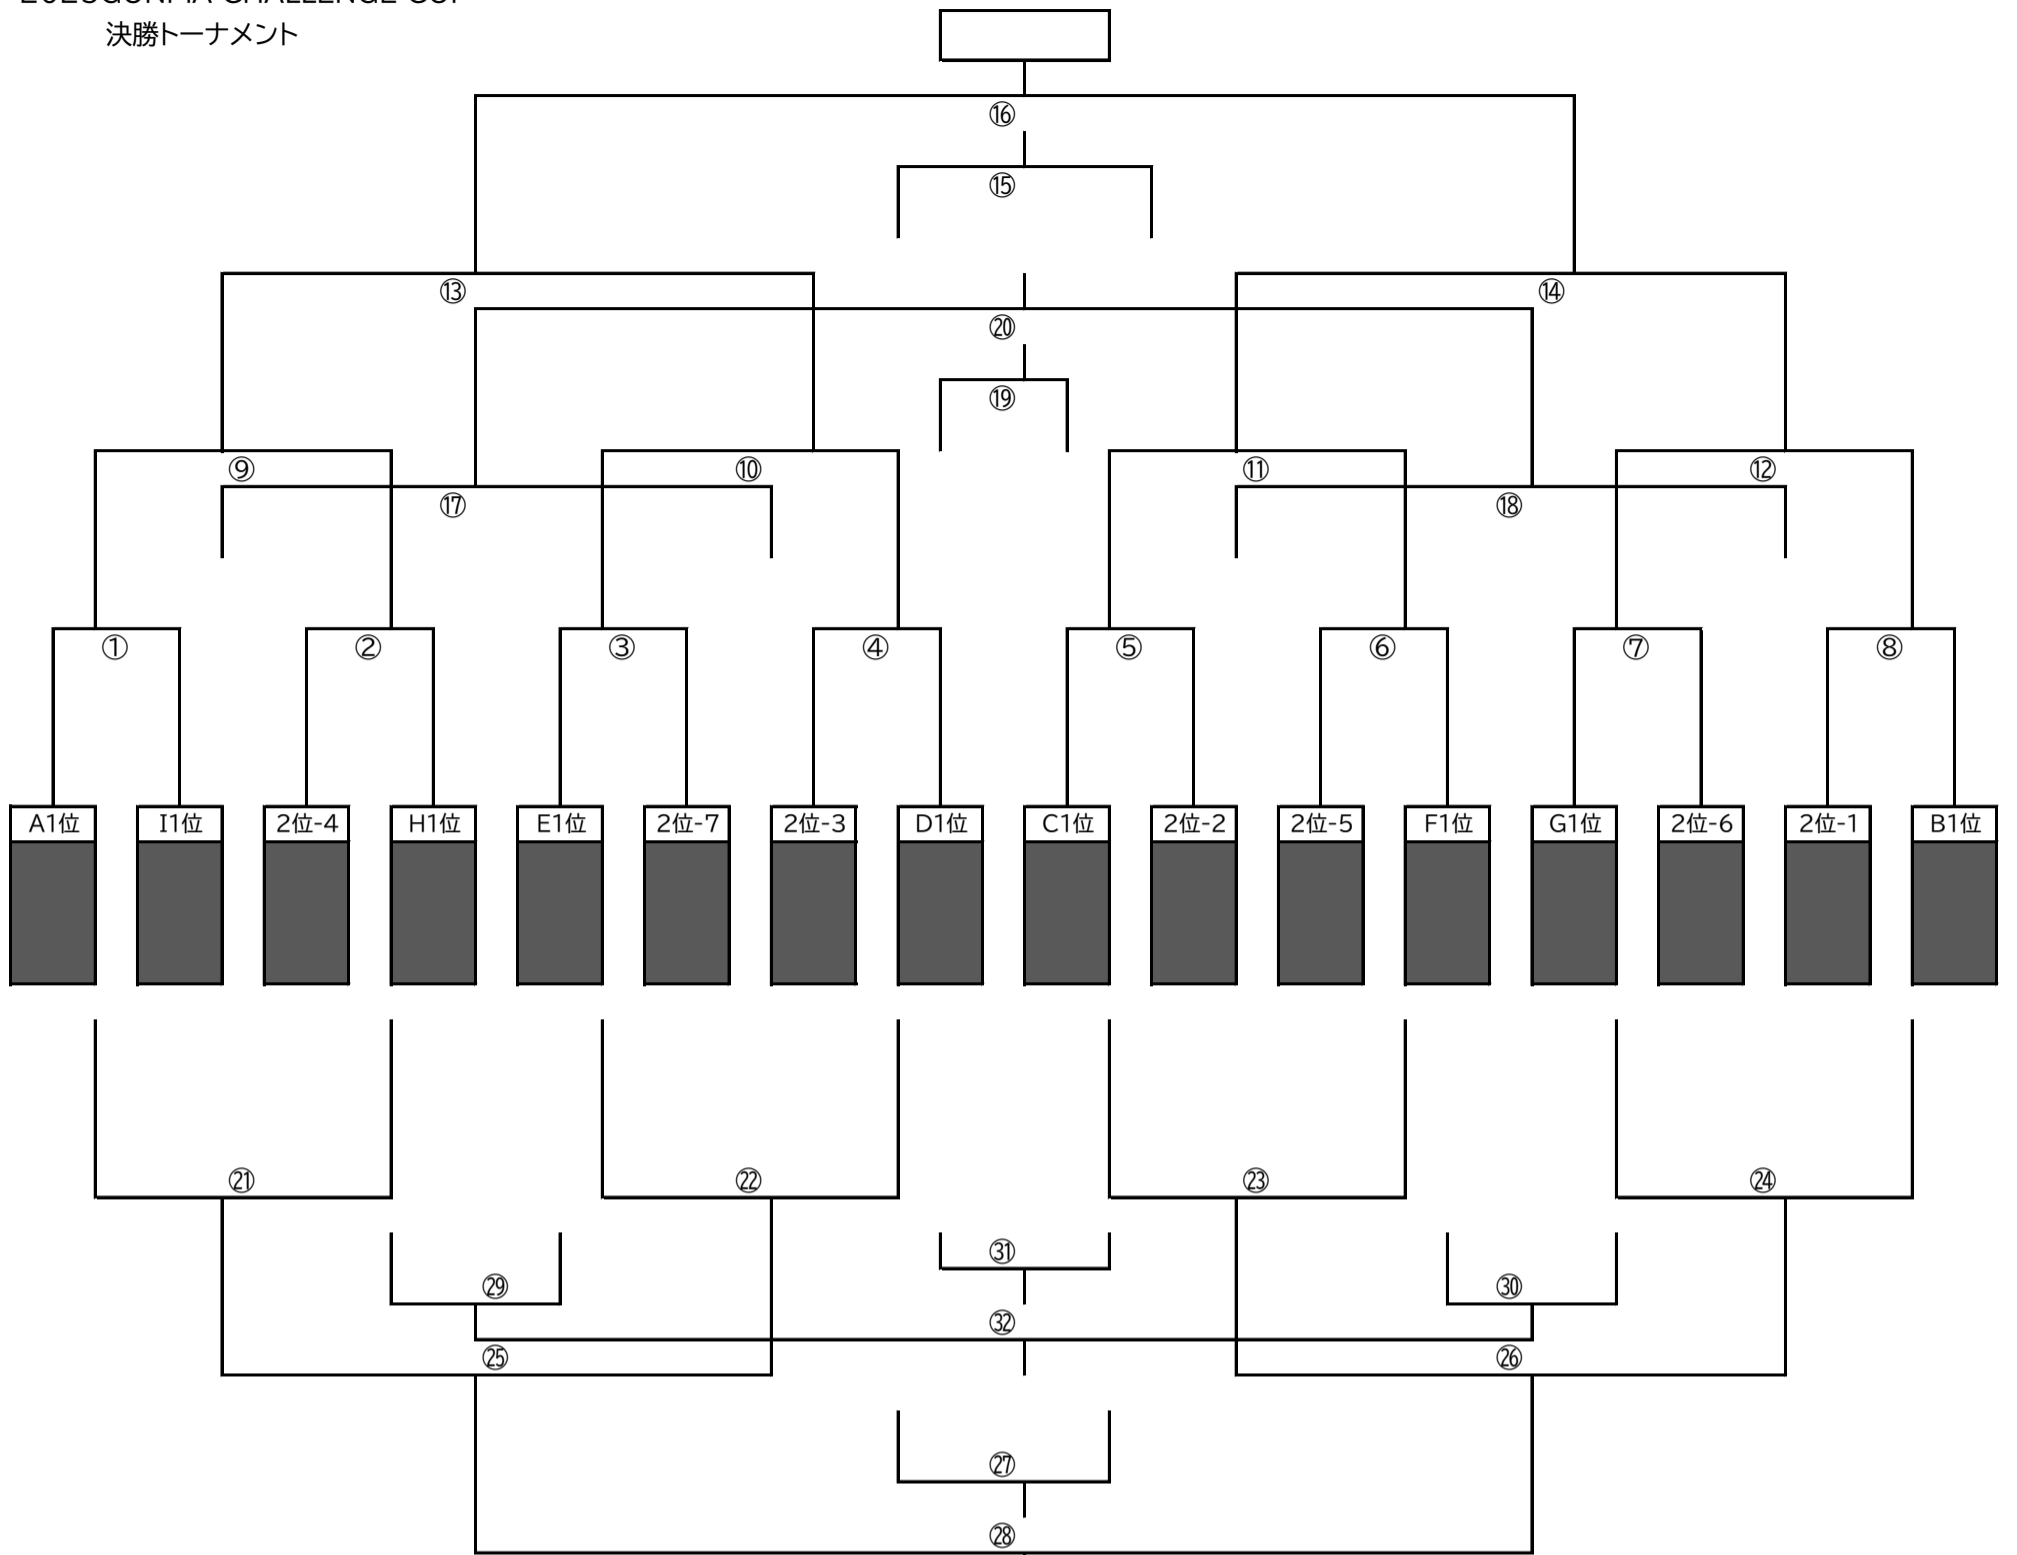 決勝トーナメント
⑯
⑮
⑬ ⑭
⑳
⑲
⑨ ⑩ ⑪ ⑫
⑰ ⑱
① ② ③ ④ ⑤ ⑥ ⑦ ⑧
A1位 I1位 2位-4 H1位 E1位 2位-7 2位-3 D1位 C1位 2位-2 2位-5 F1位 G1位 2位-6 2位-1 B1位
㉑ ㉒ ㉓ ㉔
㉛
㉙ ㉚
㉜
㉕ ㉖
㉗
㉘